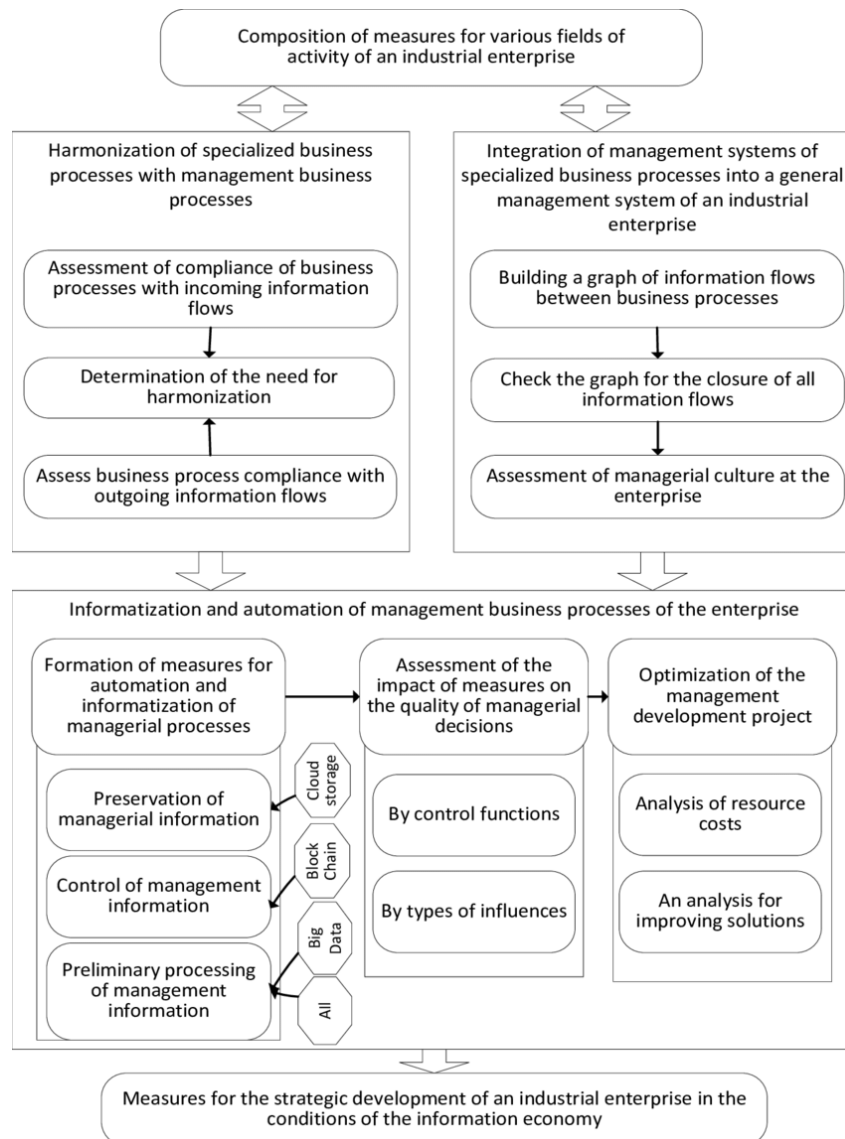 Composition of measures for various fields of
activity of an industrial enterprise
Harmonization of specialized business
processes with management business
processes
Assessment of compliance of business
processes with incoming information
flows
Determination of the need for
harmonization
Assess business process compliance with
outgoing information flows
Integration of management systems of
specialized business processes into a general
management system of an industrial
enterprise
Building a graph of information flows
between business processes
Check the graph for the closure of all
information flows
Assessment of managerial culture at the
enterprise
Informatization and automation of management business processes of the enterprise
Formation of measures for
automation and
informatization of
managerial processes
Preservation of
managerial information
Control of management
information
Preliminary processing
of management
information
Cloud
storage
Block
Chain
Big
Data
All
Assessment of the
impact of measures on
the quality of managerial
decisions
By control functions
By types of influences
Optimization of the
management
development project
Analysis of resource
costs
An analysis for
improving solutions
Measures for the strategic development of an industrial enterprise in the
conditions of the information economy